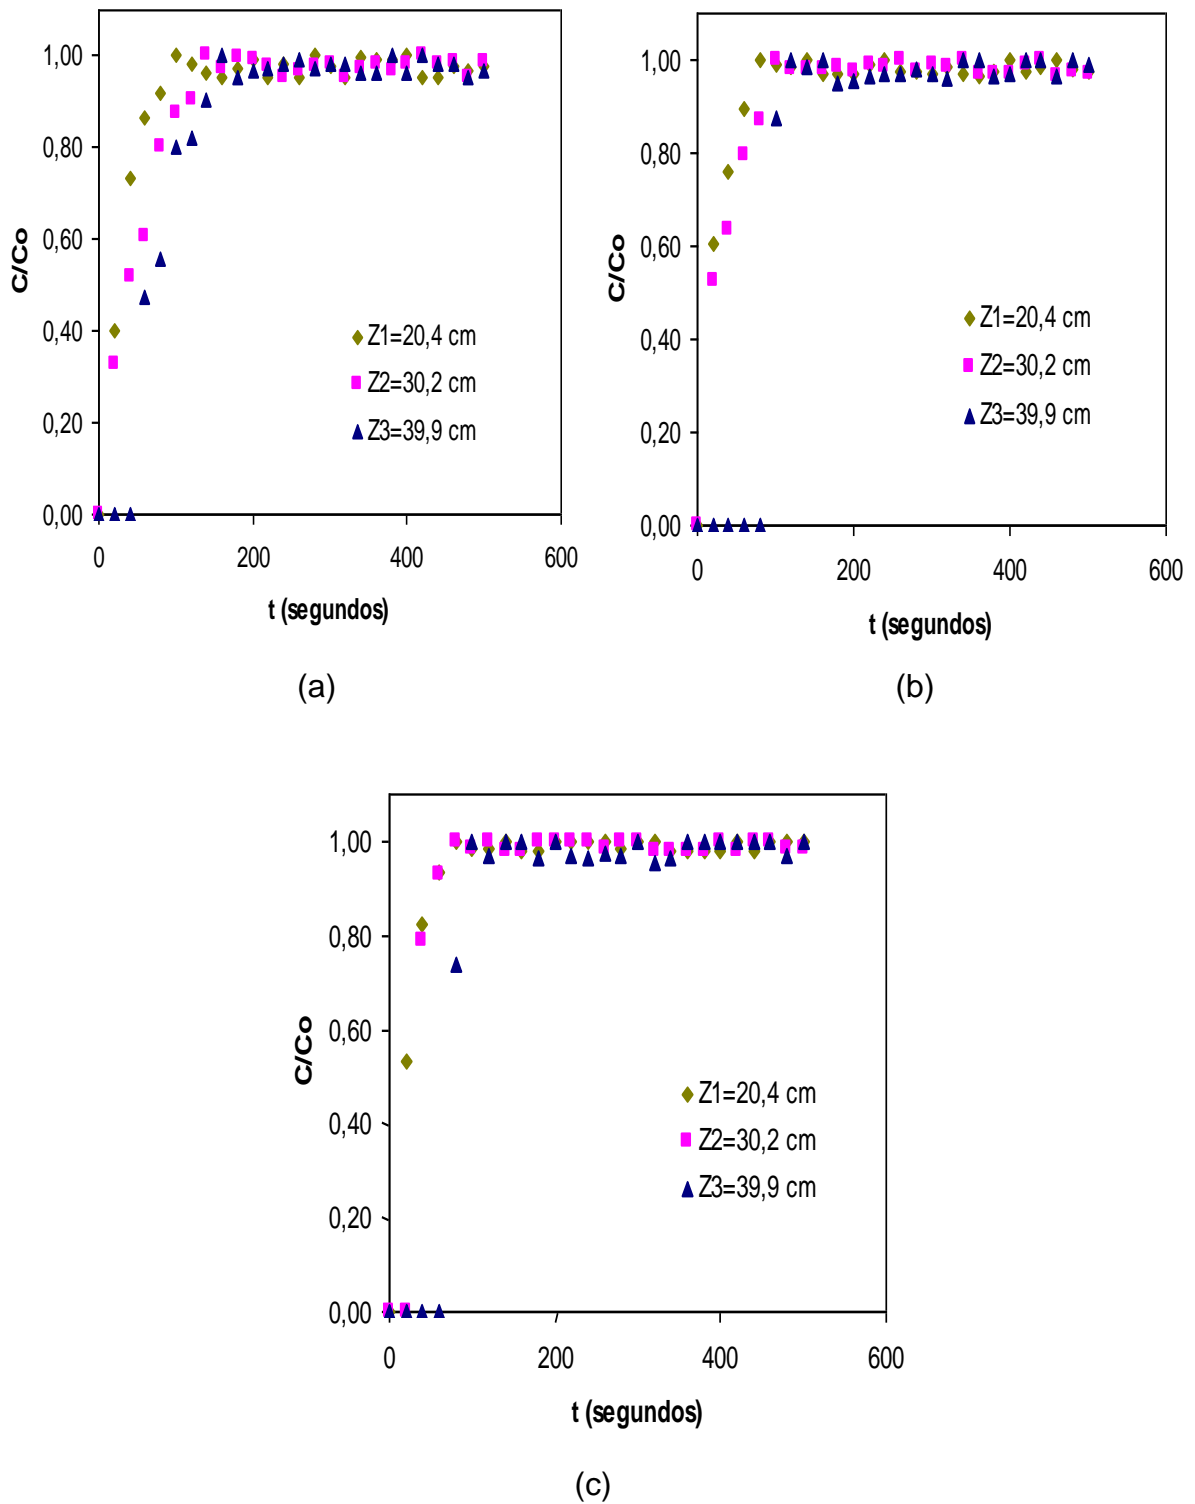 1,00
0,80
0,60
0,40
0,20
0,00
C/Co
0 200 400 600
t (segundos)
Z1=20,4 cm
Z2=30,2 cm
Z3=39,9 cm
(a)
1,00
0,80
0,60
0,40
0,20
0,00
C/Co
0 200 400 600
t (segundos)
Z1=20,4 cm
Z2=30,2 cm
Z3=39,9 cm
(b)
1,00
0,80
0,60
0,40
0,20
0,00
C/Co
0 200 400 600
t (segundos)
Z1=20,4 cm
Z2=30,2 cm
Z3=39,9 cm
(c)